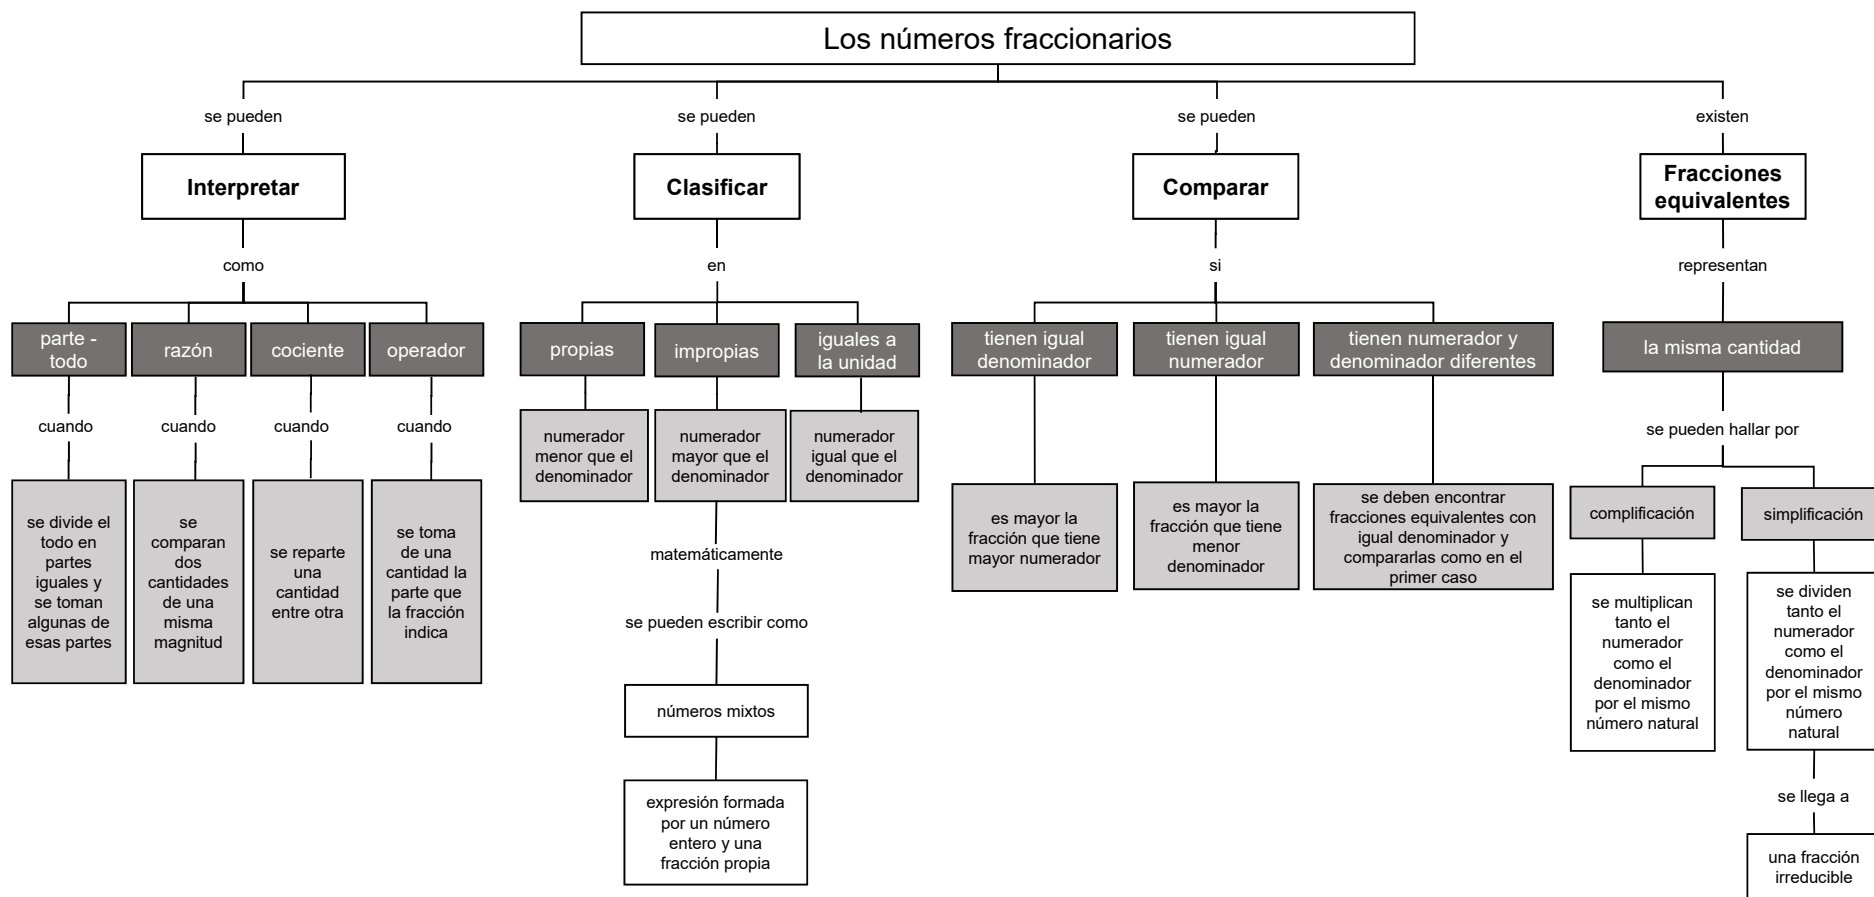 Los números fraccionarios
se pueden
Interpretar
como
parte -
todo
cuando
se divide el
todo en
partes
iguales y
se toman
algunas de
esas partes
razón
cuando
se
comparan
dos
cantidades
de una
misma
magnitud
cociente
cuando
se reparte
una
cantidad
entre otra
operador
cuando
se toma
de una
cantidad la
parte que
la fracción
indica
se pueden
Clasificar
en
propias
numerador
menor que el
denominador
impropias
numerador
mayor que el
denominador
matemáticamente
se pueden escribir como
números mixtos
expresión formada
por un número
entero y una
fracción propia
iguales a
la unidad
numerador
igual que el
denominador
se pueden
Comparar
si
tienen igual
denominador
es mayor la
fracción que tiene
mayor numerador
tienen igual
numerador
es mayor la
fracción que tiene
menor
denominador
tienen numerador y
denominador diferentes
se deben encontrar
fracciones equivalentes con
igual denominador y
compararlas como en el
primer caso
existen
Fracciones
equivalentes
representan
la misma cantidad
se pueden hallar por
complificación
se multiplican
tanto el
numerador
como el
denominador
por el mismo
número natural
simplificación
se dividen
tanto el
numerador
como el
denominador
por el mismo
número
natural
se llega a
una fracción
irreducible